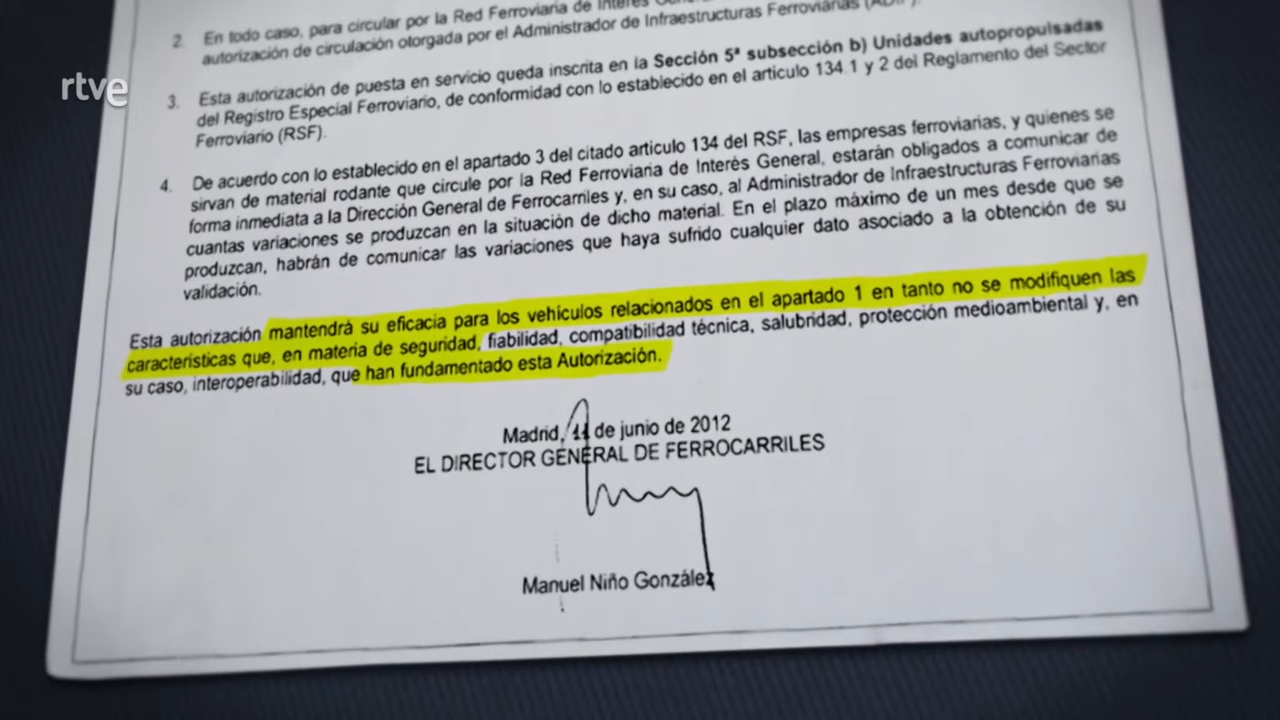 rtve
2. En todo caso, para circular por la Red Ferroviaria de Interés
autorización de circulación otorgada por el Administrador de Infraestructuras Ferroviarias (ADIF).
3. Esta autorización de puesta en servicio queda inscrita en la Sección 5ª subsección b) Unidades autopropulsadas
del Registro Especial Ferroviario, de conformidad con lo establecido en el articulo 134.1 y 2 del Reglamento del Sector
Ferroviario (RSF).
4. De acuerdo con lo establecido en el apartado 3 del citado articulo 134 del RSF, las empresas ferroviarias, y quienes se
sirvan de material rodante que circule por la Red Ferroviaria de Interés General, estarán obligados a comunicar de
forma inmediata a la Dirección General de Ferrocarriles y, en su caso, al Administrador de Infraestructuras Ferroviarias
cuantas variaciones se produzcan en la situación de dicho material. En el plazo máximo de un mes desde que se
produzcan, habrán de comunicar las variaciones que haya sufrido cualquier dato asociado a la obtención de su
validación.
Esta autorización mantendrá su eficacia para los vehículos relacionados en el apartado 1 en tanto no se modifiquen las
características que, en materia de seguridad, fiabilidad, compatibilidad técnica, salubridad, protección medioambiental y, en
su caso, interoperabilidad, que han fundamentado esta Autorización.
Madrid, 11 de junio de 2012
EL DIRECTOR GENERAL DE FERROCARRILES
Manuel Niño González